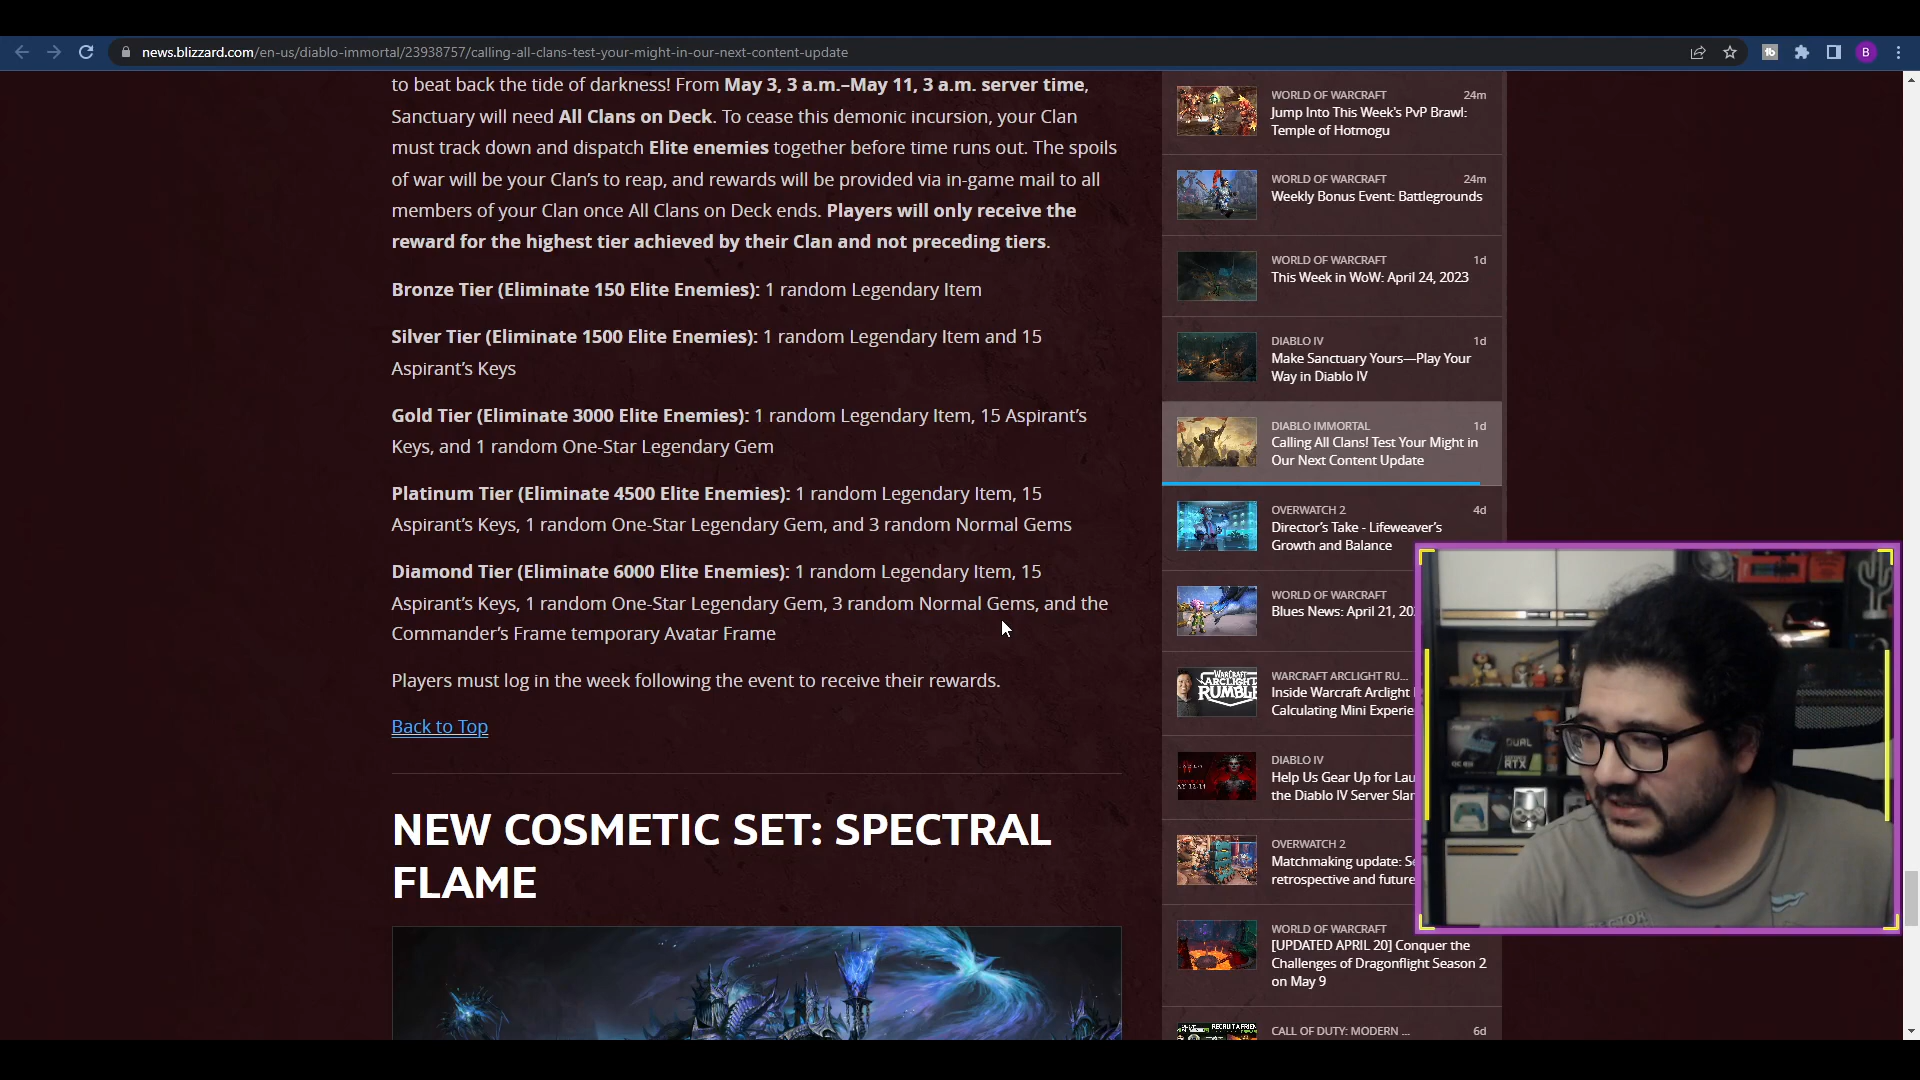 news.blizzard.com/en-us/diablo-immortal/23938757/calling-all-clans-test-your-might-in-our-next-content-update
B
to beat back the tide of darkness! From May 3, 3 a.m.–May 11, 3 a.m. server time,
Sanctuary will need All Clans on Deck. To cease this demonic incursion, your Clan
must track down and dispatch Elite enemies together before time runs out. The spoils
of war will be your Clan’s to reap, and rewards will be provided via in-game mail to all
members of your Clan once All Clans on Deck ends. Players will only receive the
reward for the highest tier achieved by their Clan and not preceding tiers.
Bronze Tier (Eliminate 150 Elite Enemies): 1 random Legendary Item
Silver Tier (Eliminate 1500 Elite Enemies): 1 random Legendary Item and 15
Aspirant’s Keys
Gold Tier (Eliminate 3000 Elite Enemies): 1 random Legendary Item, 15 Aspirant’s
Keys, and 1 random One-Star Legendary Gem
Platinum Tier (Eliminate 4500 Elite Enemies): 1 random Legendary Item, 15
Aspirant’s Keys, 1 random One-Star Legendary Gem, and 3 random Normal Gems
Diamond Tier (Eliminate 6000 Elite Enemies): 1 random Legendary Item, 15
Aspirant’s Keys, 1 random One-Star Legendary Gem, 3 random Normal Gems, and the
Commander’s Frame temporary Avatar Frame
Players must log in the week following the event to receive their rewards.
Back to Top
NEW COSMETIC SET: SPECTRAL
FLAME
WORLD OF WARCRAFT 24m
Jump Into This Week's PvP Brawl:
Temple of Hotmogu
WORLD OF WARCRAFT 24m
Weekly Bonus Event: Battlegrounds
WORLD OF WARCRAFT 1d
This Week in WoW: April 24, 2023
DIABLO IV 1d
Make Sanctuary Yours—Play Your
Way in Diablo IV
DIABLO IMMORTAL 1d
Calling All Clans! Test Your Might in
Our Next Content Update
OVERWATCH 2 4d
Director’s Take - Lifeweaver’s
Growth and Balance
WORLD OF WARCRAFT
Blues News: April 21, 20
WARCRAFT ARCLIGHT RU...
Inside Warcraft Arclight
Calculating Mini Experie
WARCRAFT
ARCLIGHT
RUMBLE
DIABLO IV
Help Us Gear Up for Lau
the Diablo IV Server Slam
OVERWATCH 2
Matchmaking update: Se
retrospective and future
WORLD OF WARCRAFT
[UPDATED APRIL 20] Conquer the
Challenges of Dragonflight Season 2
on May 9
CALL OF DUTY: MODERN ... 6d
RECRUIT A FRIEN
DUAL
RTX